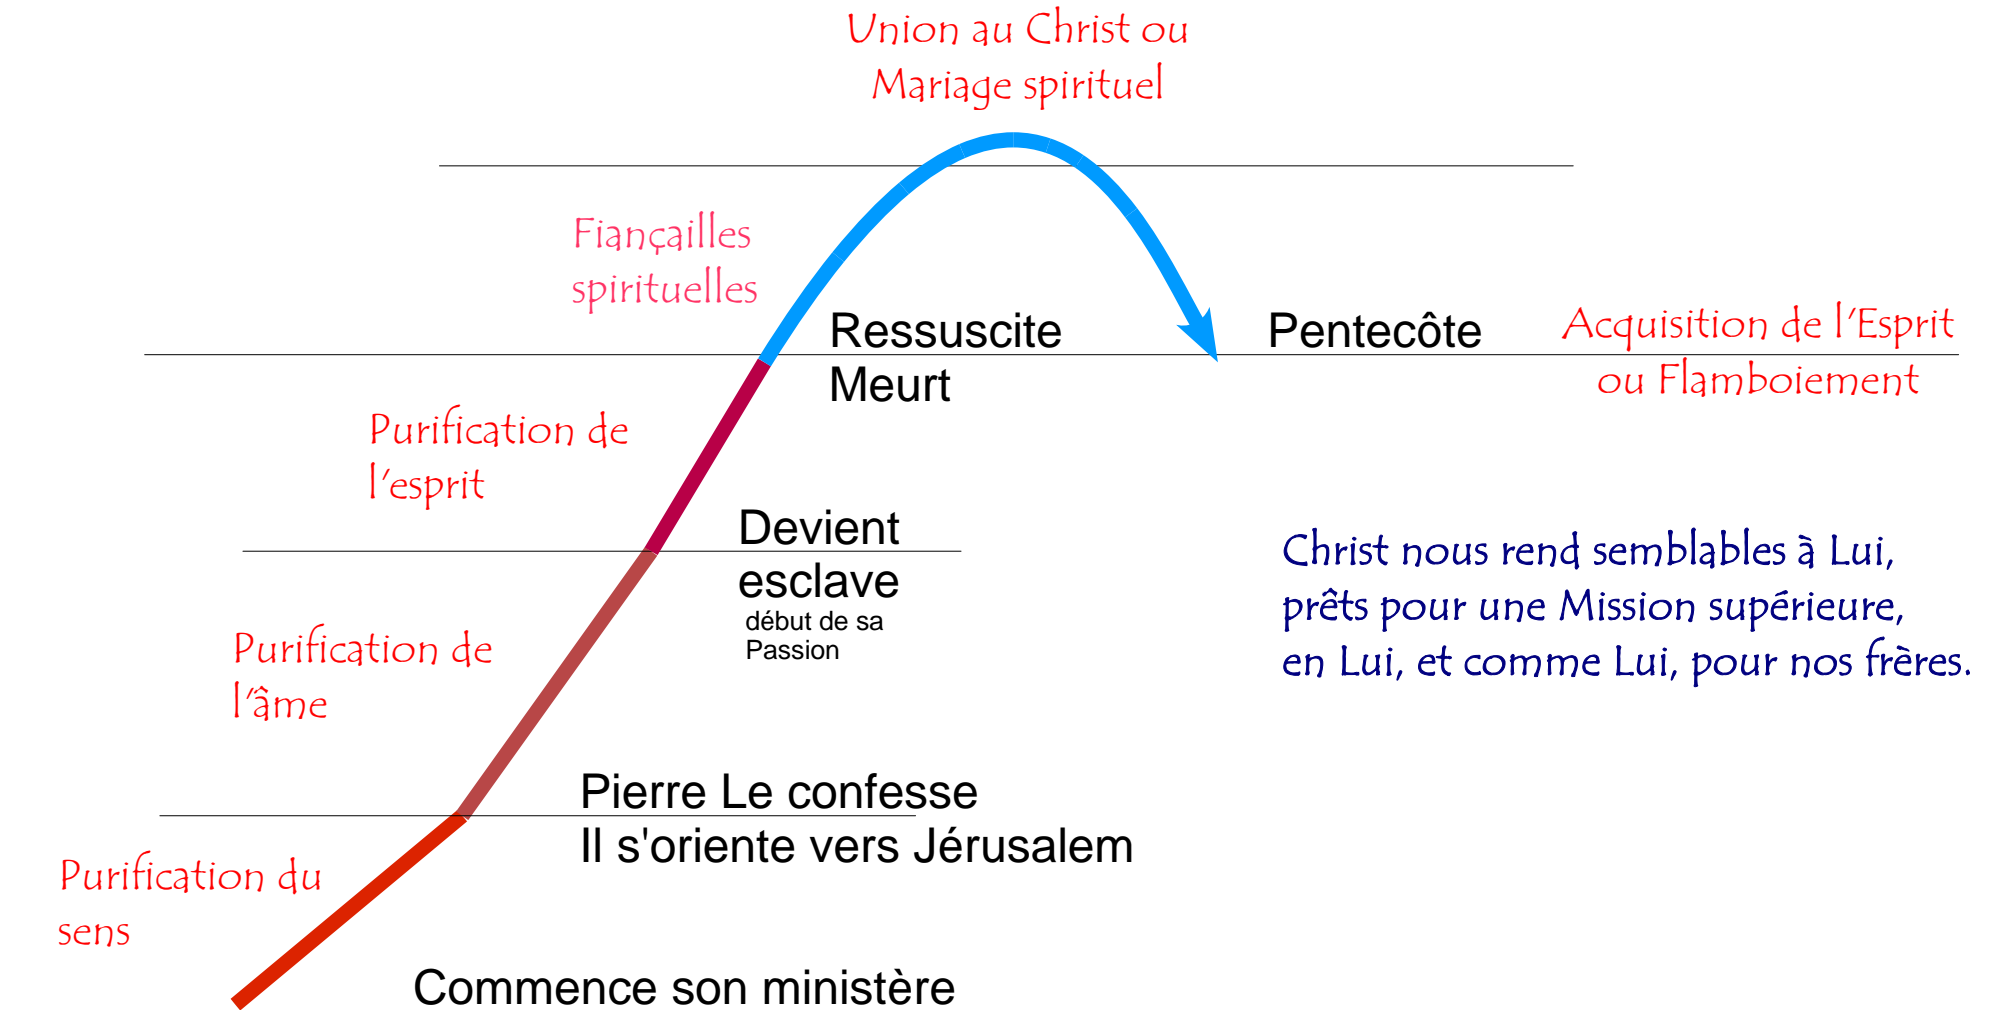 Union au Christ ou
Mariage spirituel
Fiançailles
spirituelles
Ressuscite
Meurt
Pentecôte
Acquisition de l'Esprit
ou Flamboiement
Purification de
l'esprit
Devient
esclave
début de sa
Passion
Christ nous rend semblables à Lui,
prêts pour une Mission supérieure,
en Lui, et comme Lui, pour nos frères.
Purification de
l'âme
Pierre Le confesse
Il s'oriente vers Jérusalem
Purification du
sens
Commence son ministère